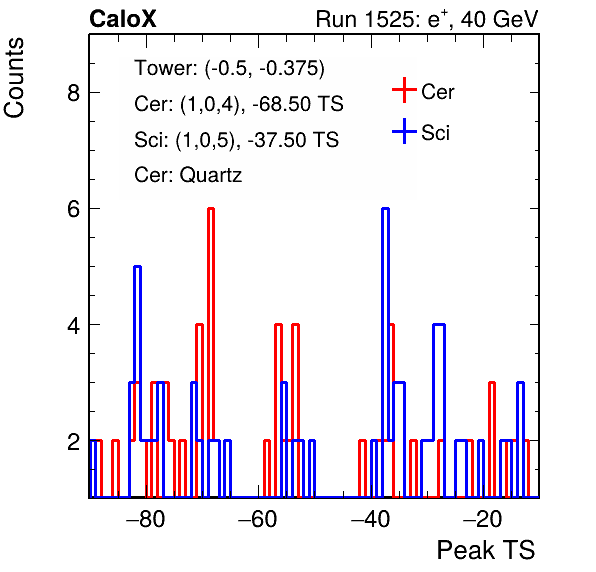 CaloX Run 1525: e⁺, 40 GeV
Counts
Tower: (-0.5, -0.375)
Cer: (1,0,4), -68.50 TS
Sci: (1,0,5), -37.50 TS
Cer: Quartz
Cer
Sci
8
6
4
2
−80 −60 −40 −20
Peak TS